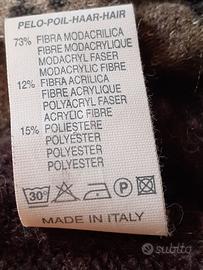 PELO-POIL-HAAR-HAIR
73% FIBRA MODACRILICA
FIBRE MODACRYLIQUE
MODACRYL FASER
MODACRYLIC FIBRE
12% FIBRA ACRILICA
FIBRE ACRYLIQUE
POLYACRYL FASER
ACRYLIC FIBRE
15% POLIESTERE
POLYESTER
POLYESTER
POLYESTER
30° P
MADE IN ITALY
subito